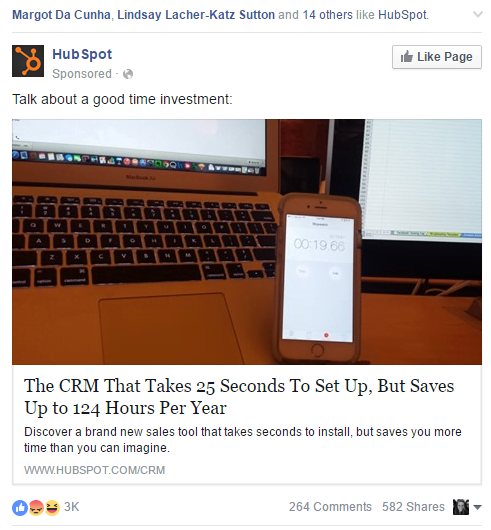 Margot Da Cunha, Lindsay Lacher-Katz Sutton and 14 others like HubSpot.
HubSpot
Like Page
Sponsored ·
Talk about a good time investment:
MacBook Air
00:19.66
The CRM That Takes 25 Seconds To Set Up, But Saves
Up to 124 Hours Per Year
Discover a brand new sales tool that takes seconds to install, but saves you more
time than you can imagine.
WWW.HUBSPOT.COM/CRM
3K
264 Comments 582 Shares